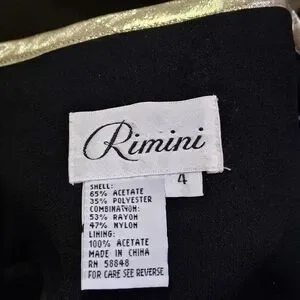 Rimini
4
SHELL:
65% ACETATE
35% POLYESTER
COMBINATION:
53% RAYON
47% NYLON
LINING:
100% ACETATE
MADE IN CHINA
RN 58848
FOR CARE SEE REVERSE